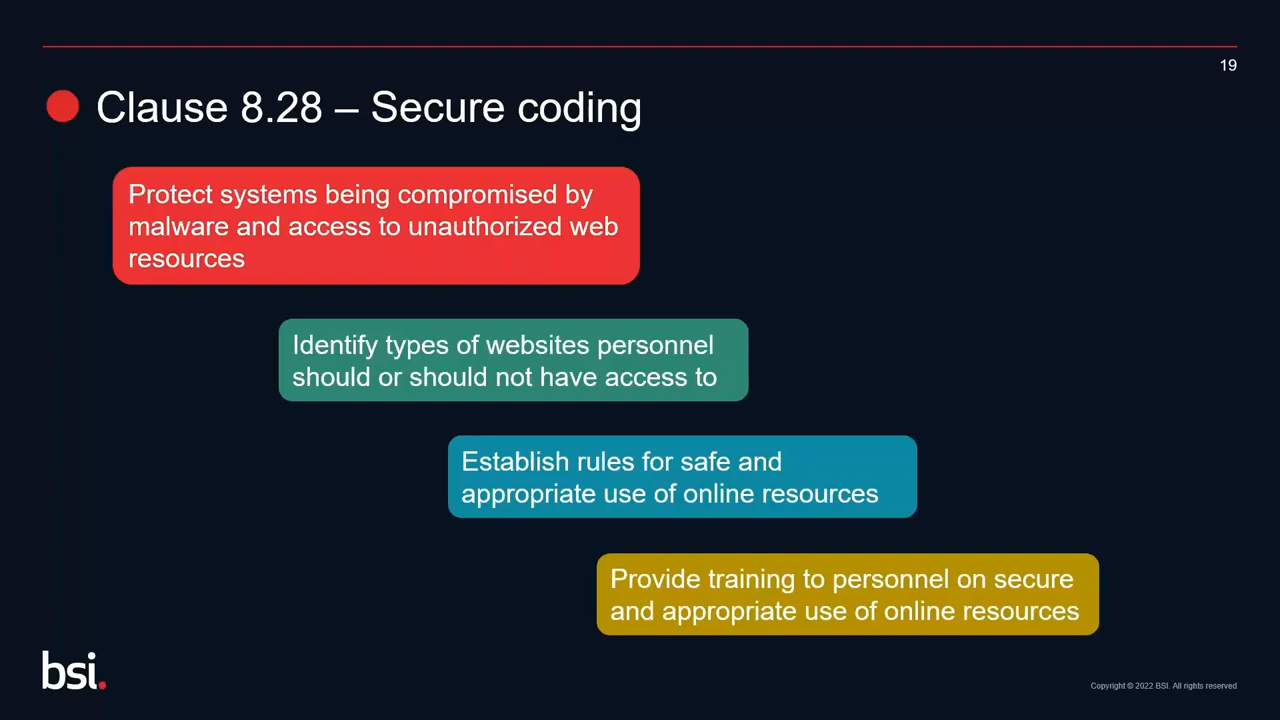 19
Clause 8.28 – Secure coding
Protect systems being compromised by
malware and access to unauthorized web
resources
Identify types of websites personnel
should or should not have access to
Establish rules for safe and
appropriate use of online resources
Provide training to personnel on secure
and appropriate use of online resources
bsi.
Copyright © 2022 BSI. All rights reserved